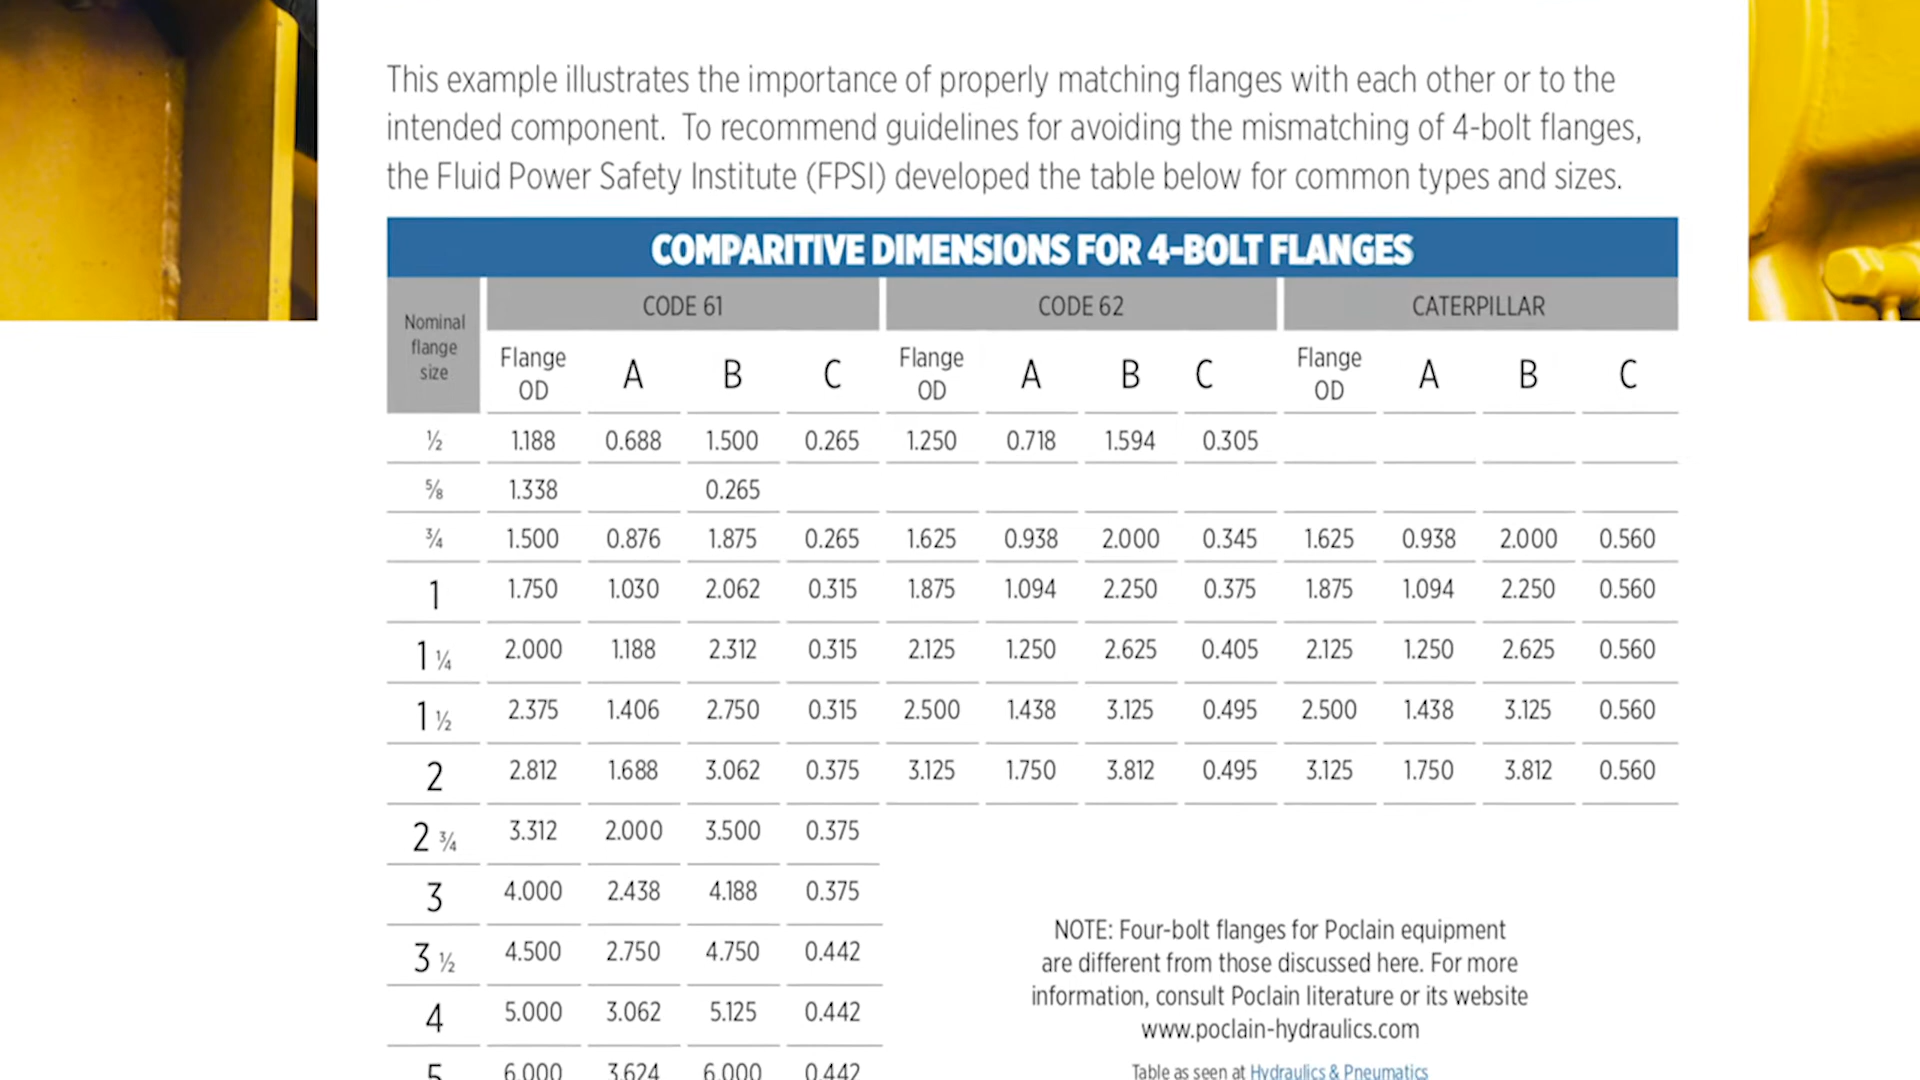 This example illustrates the importance of properly matching flanges with each other or to the
intended component. To recommend guidelines for avoiding the mismatching of 4-bolt flanges,
the Fluid Power Safety Institute (FPSI) developed the table below for common types and sizes.
COMPARITIVE DIMENSIONS FOR 4-BOLT FLANGES
Nominal flange size CODE 61 CODE 62 CATERPILLAR
Flange OD A B C Flange OD A B C Flange OD A B C
½ 1.188 0.688 1.500 0.265 1.250 0.718 1.594 0.305
⅝ 1.338 0.265
¾ 1.500 0.876 1.875 0.265 1.625 0.938 2.000 0.345 1.625 0.938 2.000 0.560
1 1.750 1.030 2.062 0.315 1.875 1.094 2.250 0.375 1.875 1.094 2.250 0.560
1 ¼ 2.000 1.188 2.312 0.315 2.125 1.250 2.625 0.405 2.125 1.250 2.625 0.560
1 ½ 2.375 1.406 2.750 0.315 2.500 1.438 3.125 0.495 2.500 1.438 3.125 0.560
2 2.812 1.688 3.062 0.375 3.125 1.750 3.812 0.495 3.125 1.750 3.812 0.560
2 ¾ 3.312 2.000 3.500 0.375
3 4.000 2.438 4.188 0.375
3 ½ 4.500 2.750 4.750 0.442
4 5.000 3.062 5.125 0.442
5 6.000 3.624 6.000 0.442
NOTE: Four-bolt flanges for Poclain equipment
are different from those discussed here. For more
information, consult Poclain literature or its website
www.poclain-hydraulics.com
Table as seen at Hydraulics & Pneumatics